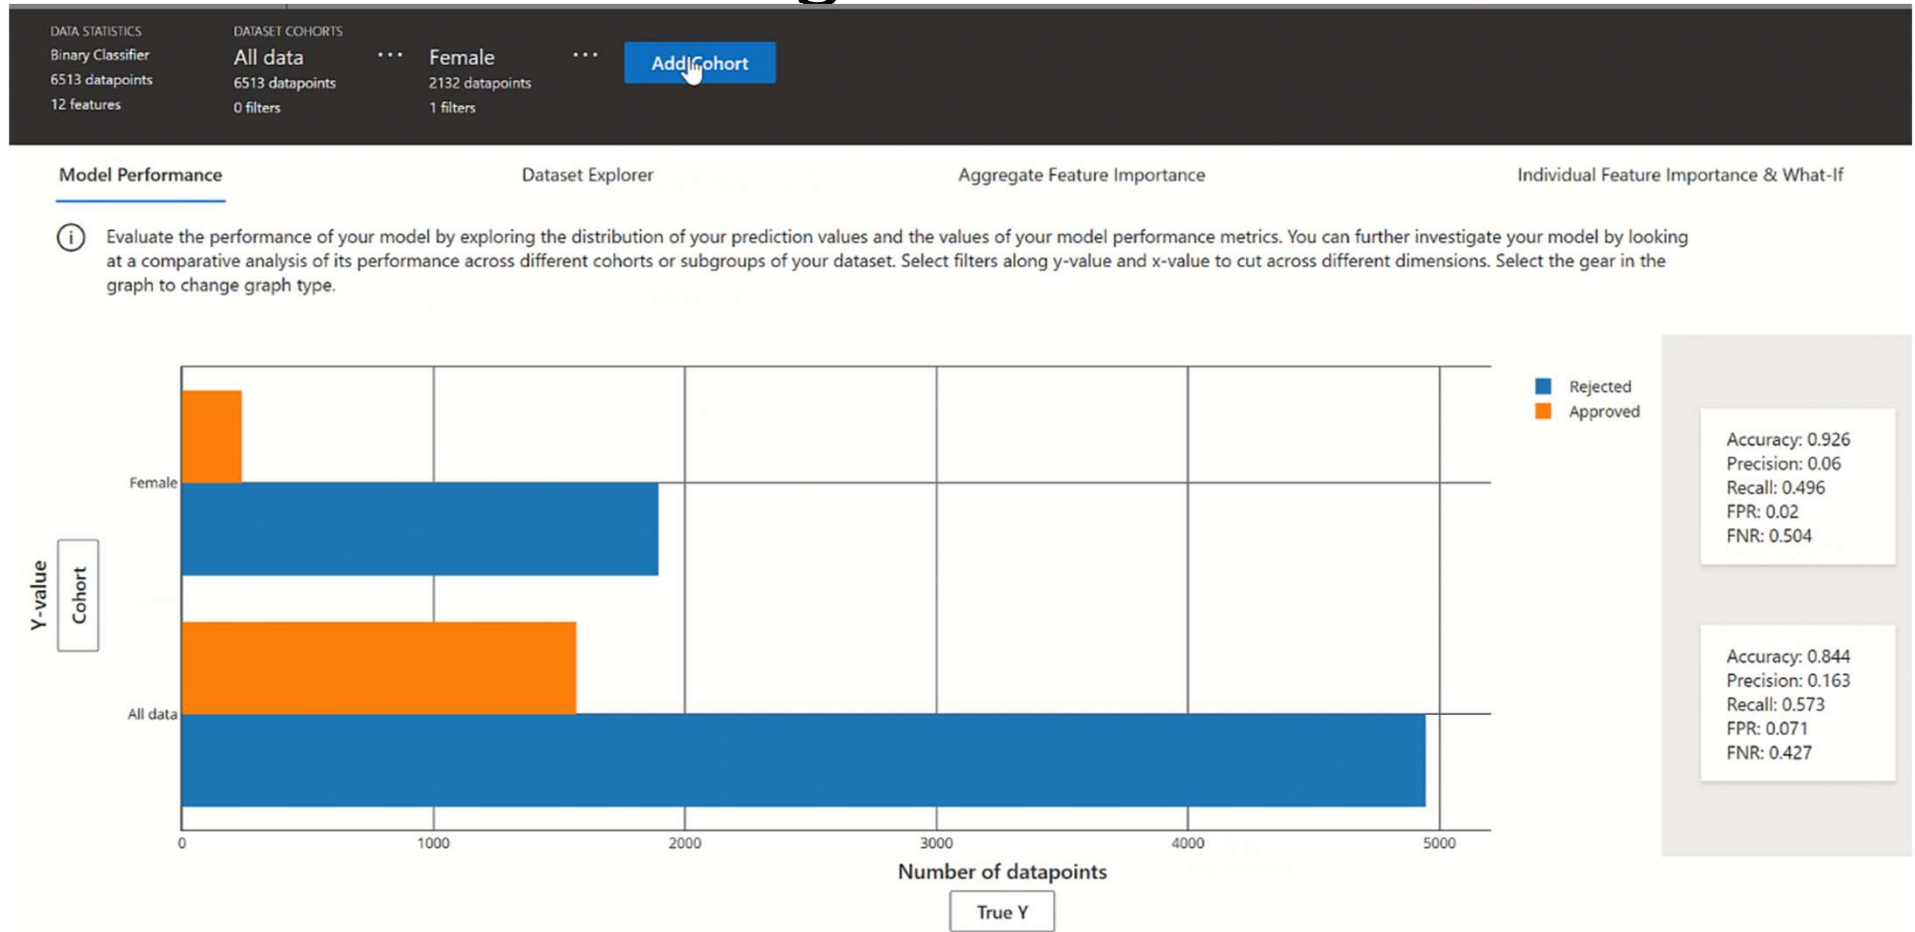 DATA STATISTICS
Binary Classifier
6513 datapoints
12 features
DATASET COHORTS
All data
6513 datapoints
0 filters
Female
2132 datapoints
1 filters
Add Cohort
Model Performance
Dataset Explorer
Aggregate Feature Importance
Individual Feature Importance & What-If
Evaluate the performance of your model by exploring the distribution of your prediction values and the values of your model performance metrics. You can further investigate your model by looking
at a comparative analysis of its performance across different cohorts or subgroups of your dataset. Select filters along y-value and x-value to cut across different dimensions. Select the gear in the
graph to change graph type.
Y-value
Cohort
Female
All data
0
1000
2000
3000
4000
5000
Number of datapoints
True Y
Rejected
Approved
Accuracy: 0.926
Precision: 0.06
Recall: 0.496
FPR: 0.02
FNR: 0.504
Accuracy: 0.844
Precision: 0.163
Recall: 0.573
FPR: 0.071
FNR: 0.427